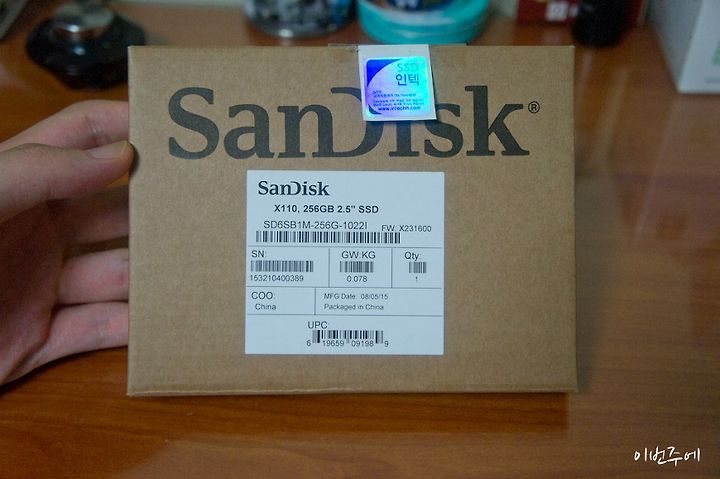 SSD
인텍
SanDisk®
SanDisk
X110, 256GB 2.5" SSD
SD6SB1M-256G-1022I
FW: X231600
SN:
153210400389
GW:KG
0.078
Qty:
1
COO:
China
MFG Date: 08/05/15
Packaged in China
UPC:
6 19659 09198 9
이번주에